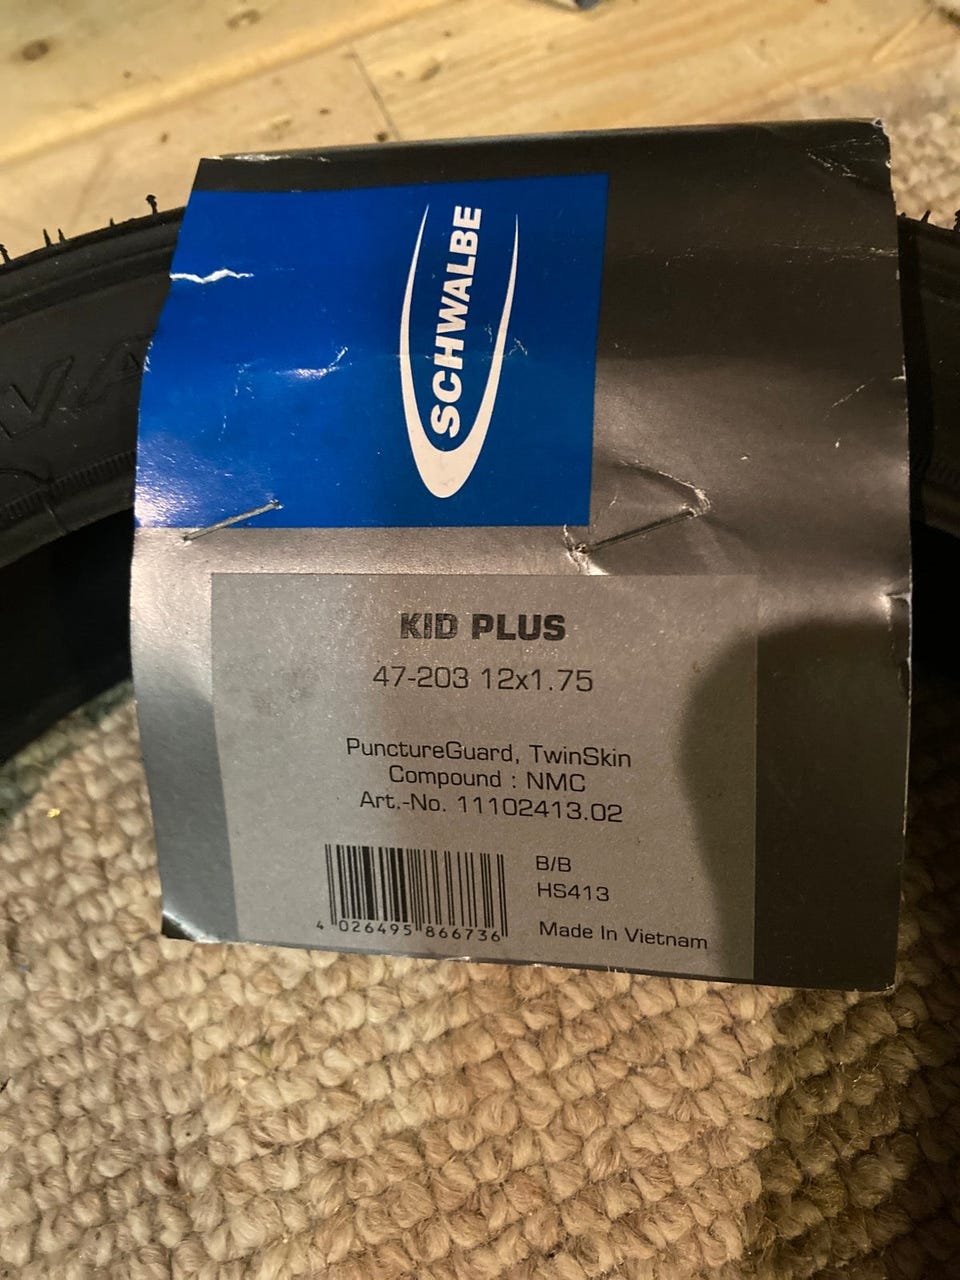 SCHWALBE
KID PLUS
47-203 12x1.75
PunctureGuard, TwinSkin
Compound : NMC
Art.-No. 11102413.02
B/B
HS413
4 026495 866736
Made In Vietnam